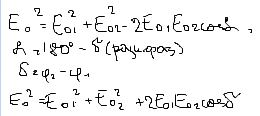 E₀² = E₀₁² + E₀₂² - 2E₀₁E₀₂cosα,
α = 180° - δ (разн фаз)
δ = φ₂ - φ₁
E₀² = E₀₁² + E₀₂² + 2E₀₁E₀₂cosδ